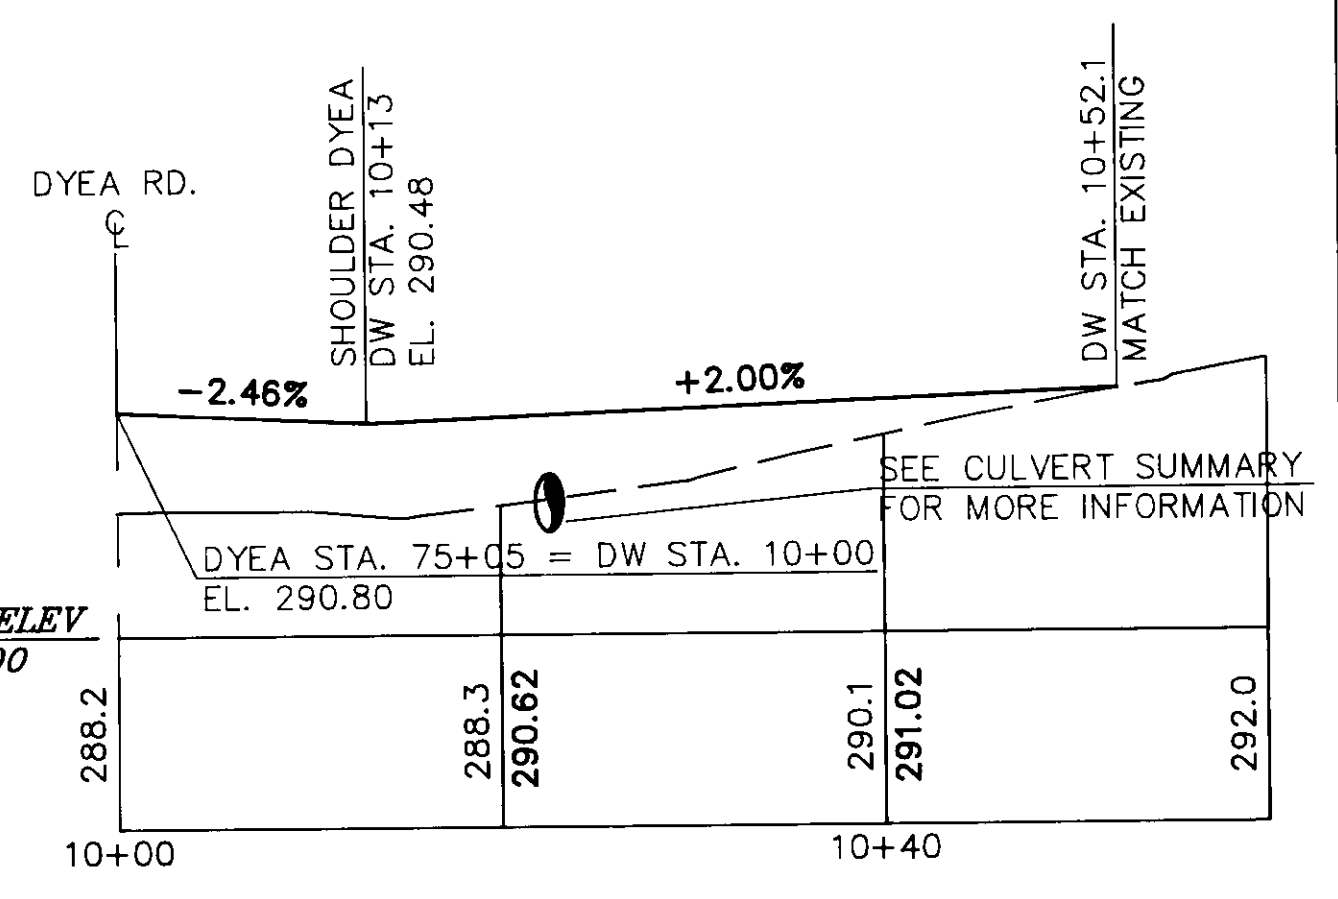 DYEA RD.
℄
SHOULDER DYEA
DW STA. 10+13
EL. 290.48
DW STA. 10+52.1
MATCH EXISTING
-2.46%
+2.00%
SEE CULVERT SUMMARY
FOR MORE INFORMATION
DYEA STA. 75+05 = DW STA. 10+00
EL. 290.80
ELEV
288.2
288.3
290.62
290.1
291.02
292.0
10+00
10+40